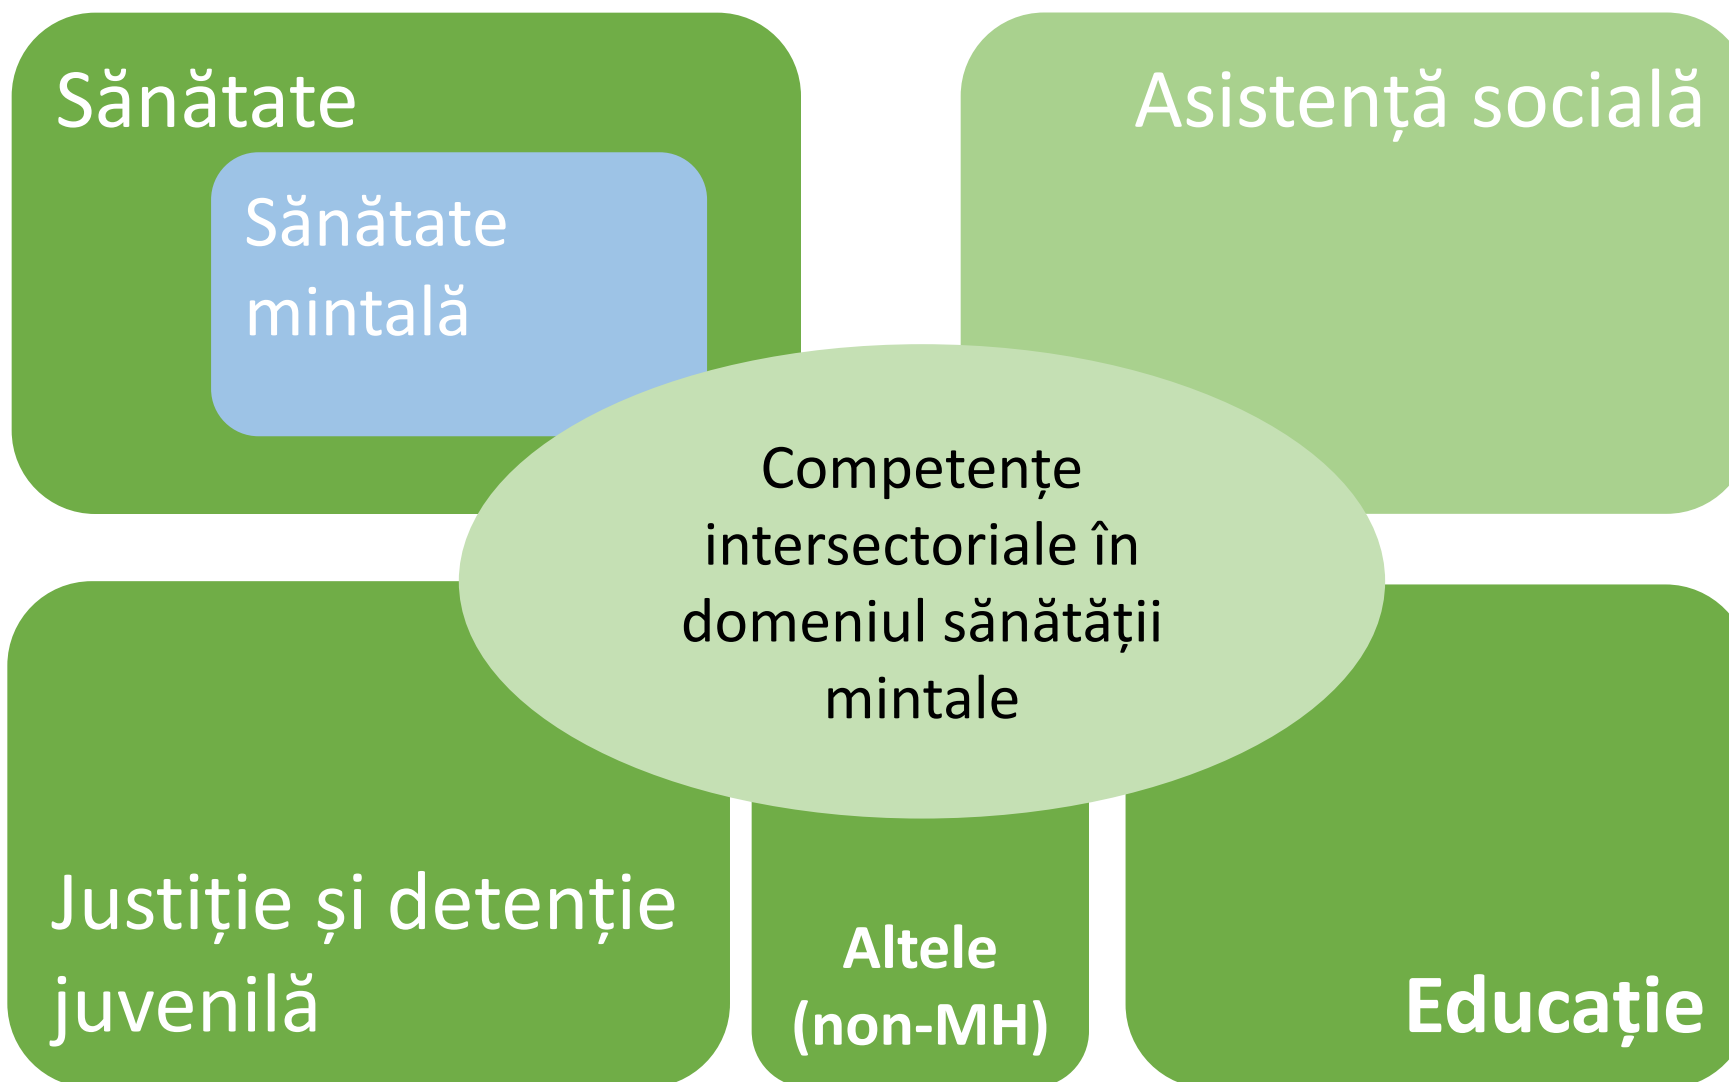 Sănătate
Asistență socială
Sănătate
mintală
Competențe
intersectoriale în
domeniul sănătății
mintale
Justiție și detenție
juvenilă
Altele
(non-MH)
Educație